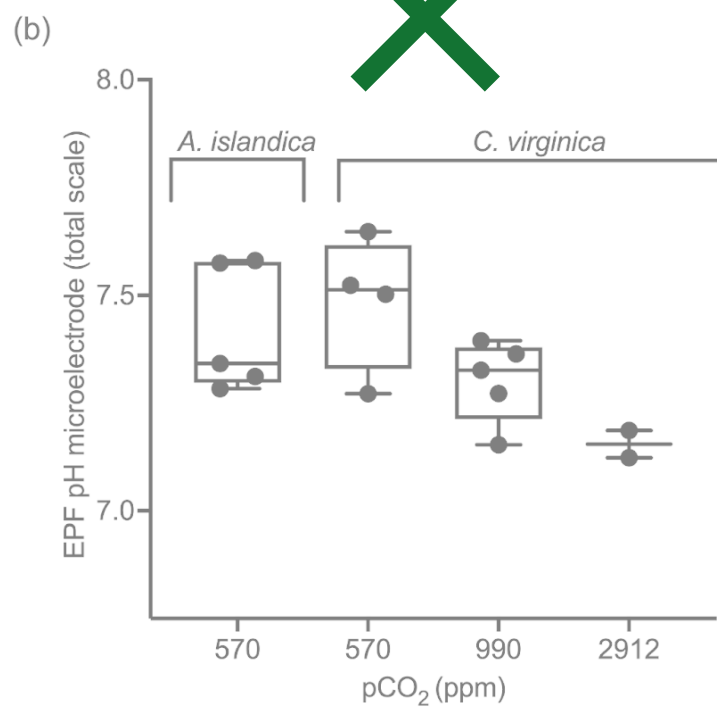 (b)
8.0
A. islandica
C. virginica
7.5
7.0
EPF pH microelectrode (total scale)
570
570
990
2912
pCO₂ (ppm)